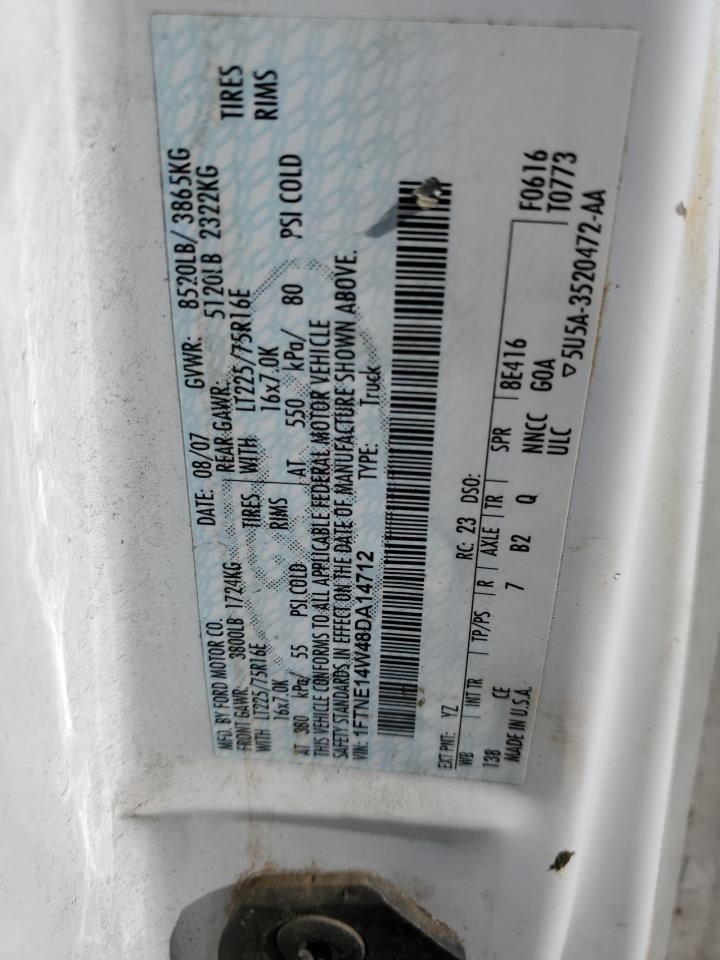 MFD. BY FORD MOTOR CO.
DATE: 08/07 GVWR: 8520LB/ 3865KG
FRONT GAWR: 3800LB 1724KG REAR GAWR: 5120LB 2322KG
WITH LT225/75R16E TIRES WITH LT225/75R16E TIRES
16x7.0K RIMS 16x7.0K RIMS
AT 380 kPa/ 55 PSI COLD AT 550 kPa/ 80 PSI COLD
THIS VEHICLE CONFORMS TO ALL APPLICABLE FEDERAL MOTOR VEHICLE
SAFETY STANDARDS IN EFFECT ON THE DATE OF MANUFACTURE SHOWN ABOVE.
VIN: 1FTNE14W48DA14712 TYPE: Truck
EXT PNT: YZ RC: 23 DSO: F0616
WB INT TR TP/PS R AXLE TR SPR 8E416 T0773
138 CE 7 B2 Q NNCC GOA
MADE IN U.S.A. ULC ▽5U5A-3520472-AA